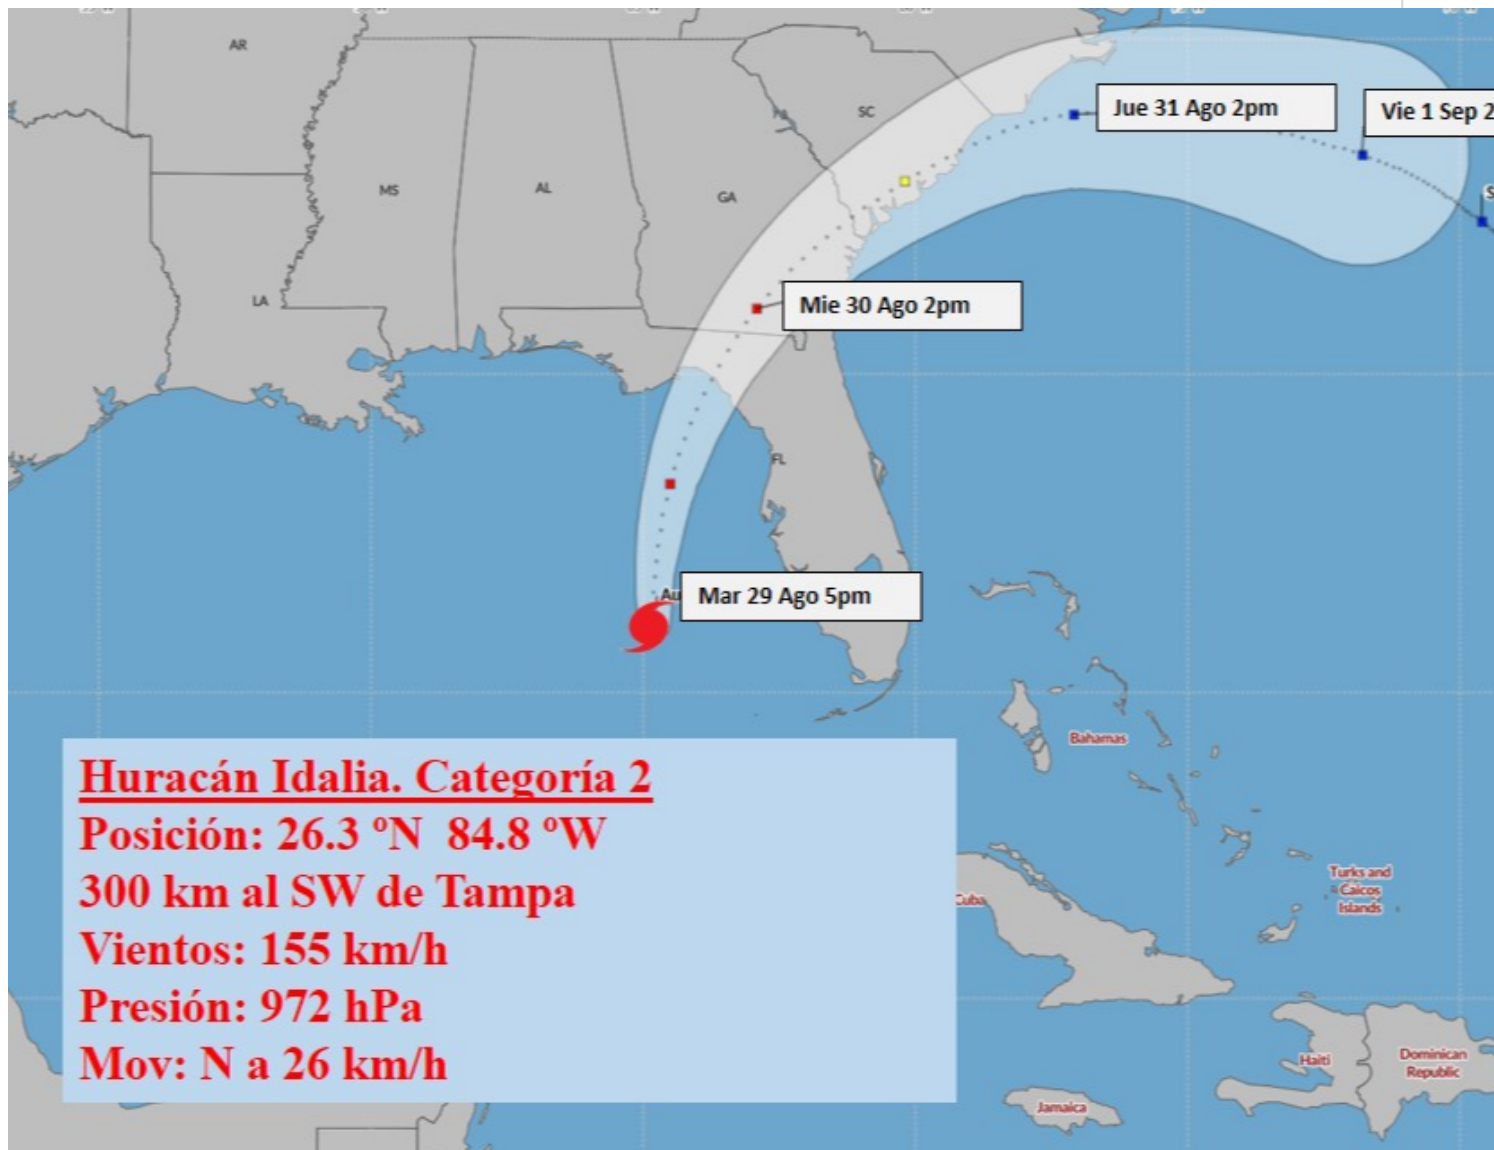 AR
SC
Jue 31 Ago 2pm
Vie 1 Sep 2
S
MS
AL
GA
LA
Mie 30 Ago 2pm
FL
Au
Mar 29 Ago 5pm
Bahamas
Huracán Idalia. Categoría 2
Posición: 26.3 ºN 84.8 ºW
300 km al SW de Tampa
Vientos: 155 km/h
Presión: 972 hPa
Mov: N a 26 km/h
Turks and
Caicos
Islands
Cuba
Haiti
Dominican
Republic
Jamaica